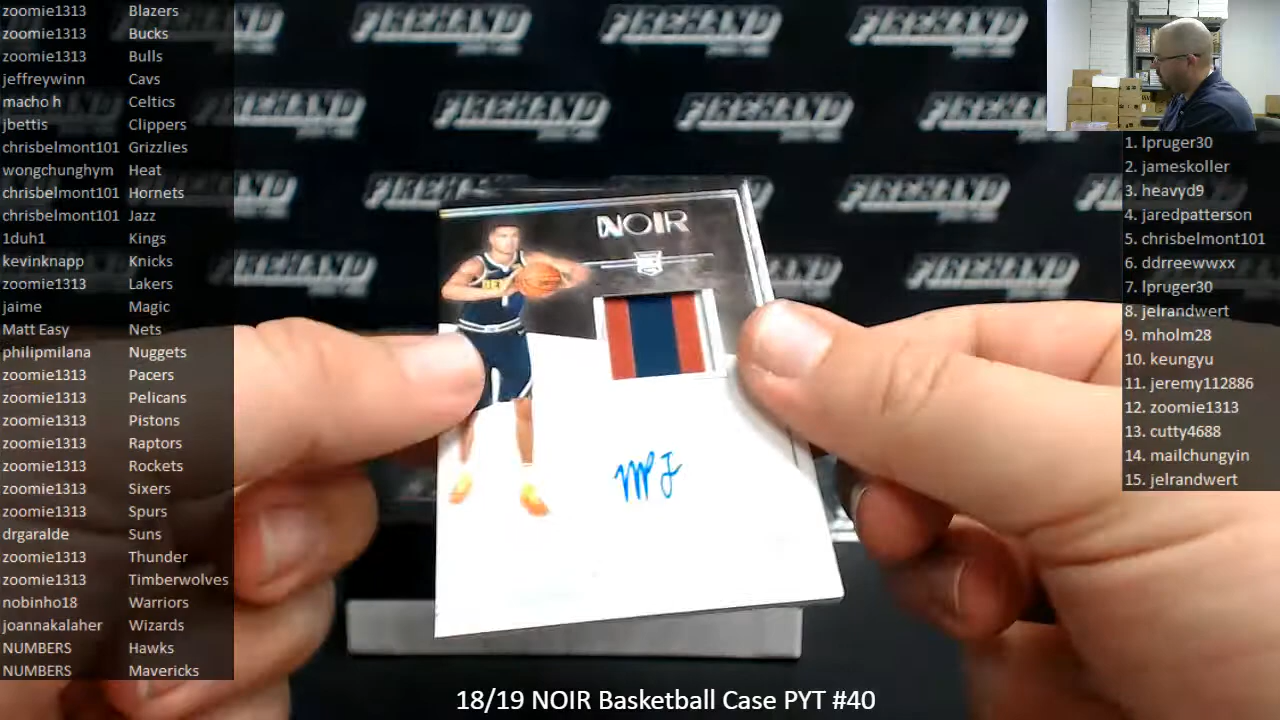 zoomie1313 Blazers
zoomie1313 Bucks
zoomie1313 Bulls
jeffreywinn Cavs
macho h Celtics
jbettis Clippers
chrisbelmont101 Grizzlies
wongchunghym Heat
chrisbelmont101 Hornets
chrisbelmont101 Jazz
1duh1 Kings
kevinknapp Knicks
zoomie1313 Lakers
jaime Magic
Matt Easy Nets
philipmilana Nuggets
zoomie1313 Pacers
zoomie1313 Pelicans
zoomie1313 Pistons
zoomie1313 Raptors
zoomie1313 Rockets
zoomie1313 Sixers
zoomie1313 Spurs
drgaralde Suns
zoomie1313 Thunder
zoomie1313 Timberwolves
nobinho18 Warriors
joannakalaher Wizards
NUMBERS Hawks
NUMBERS Mavericks
FIREHAND FIREHAND FIREHAND
FIREHAND FIREHAND
NOIR
MPJ
1. lpruger30
2. jameskoller
3. heavyd9
4. jaredpatterson
5. chrisbelmont101
6. ddrreewwxx
7. lpruger30
8. jelrandwert
9. mholm28
10. keungyu
11. jeremy112886
12. zoomie1313
13. cutty4688
14. mailchungyin
15. jelrandwert
18/19 NOIR Basketball Case PYT #40